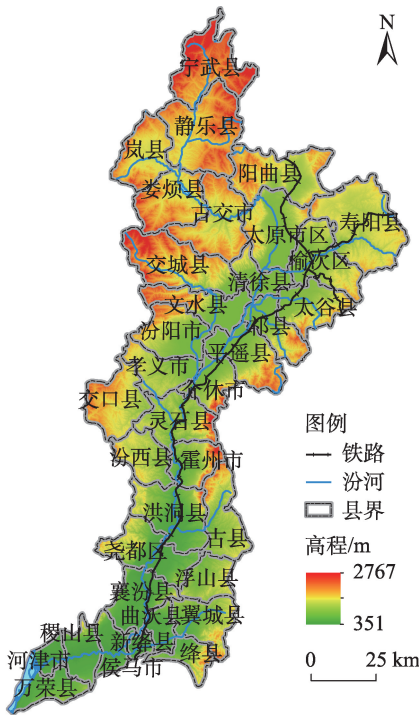 N
宁武县
静乐县
岚县
阳曲县
娄烦县
古交市
寿阳县
太原市区
榆次区
交城县
清徐县
文水县
太谷县
汾阳市
祁县
平遥县
孝义市
介休市
交口县
灵石县
汾西县
霍州市
洪洞县
尧都区
古县
浮山县
襄汾县
曲沃县
翼城县
稷山县
新绛县
绛县
河津市
侯马市
万荣县
图例
铁路
汾河
县界
高程/m
2767
351
0 25 km